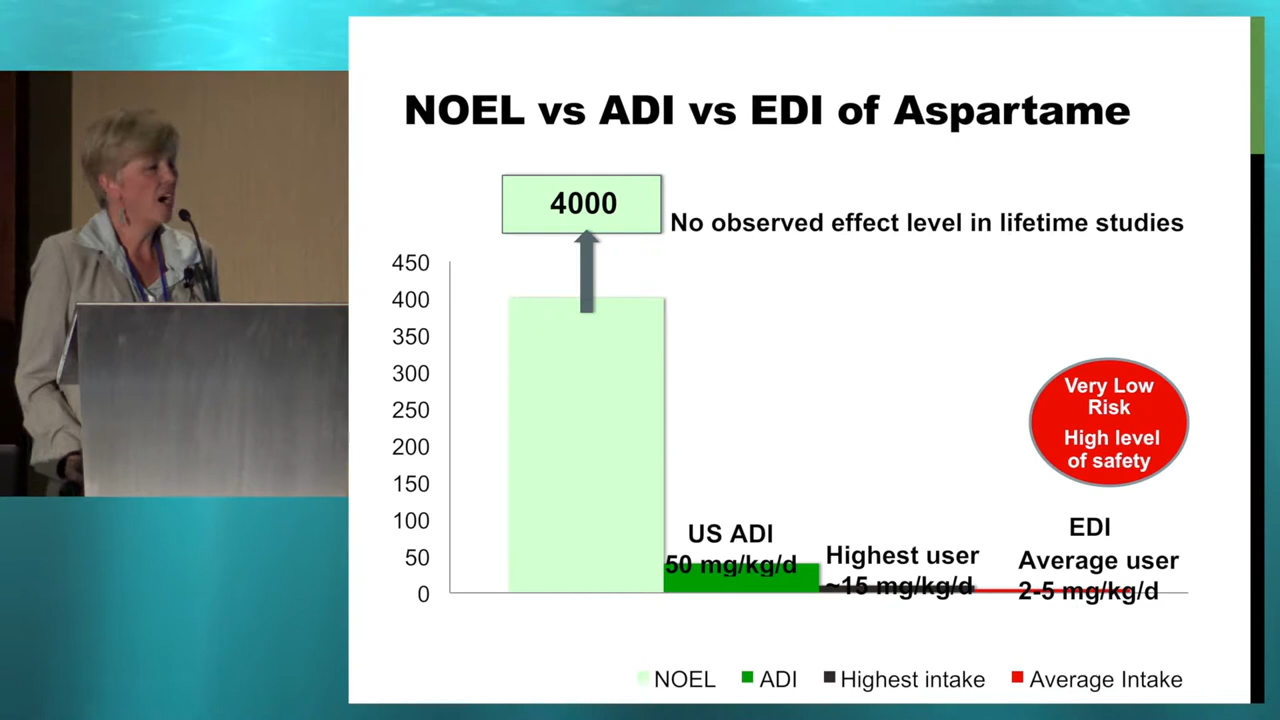 NOEL vs ADI vs EDI of Aspartame
4000
No observed effect level in lifetime studies
450
400
350
300
250
200
150
100
50
0
Very Low
Risk
High level
of safety
US ADI
50 mg/kg/d
Highest user
~15 mg/kg/d
EDI
Average user
2-5 mg/kg/d
NOEL
ADI
Highest intake
Average Intake